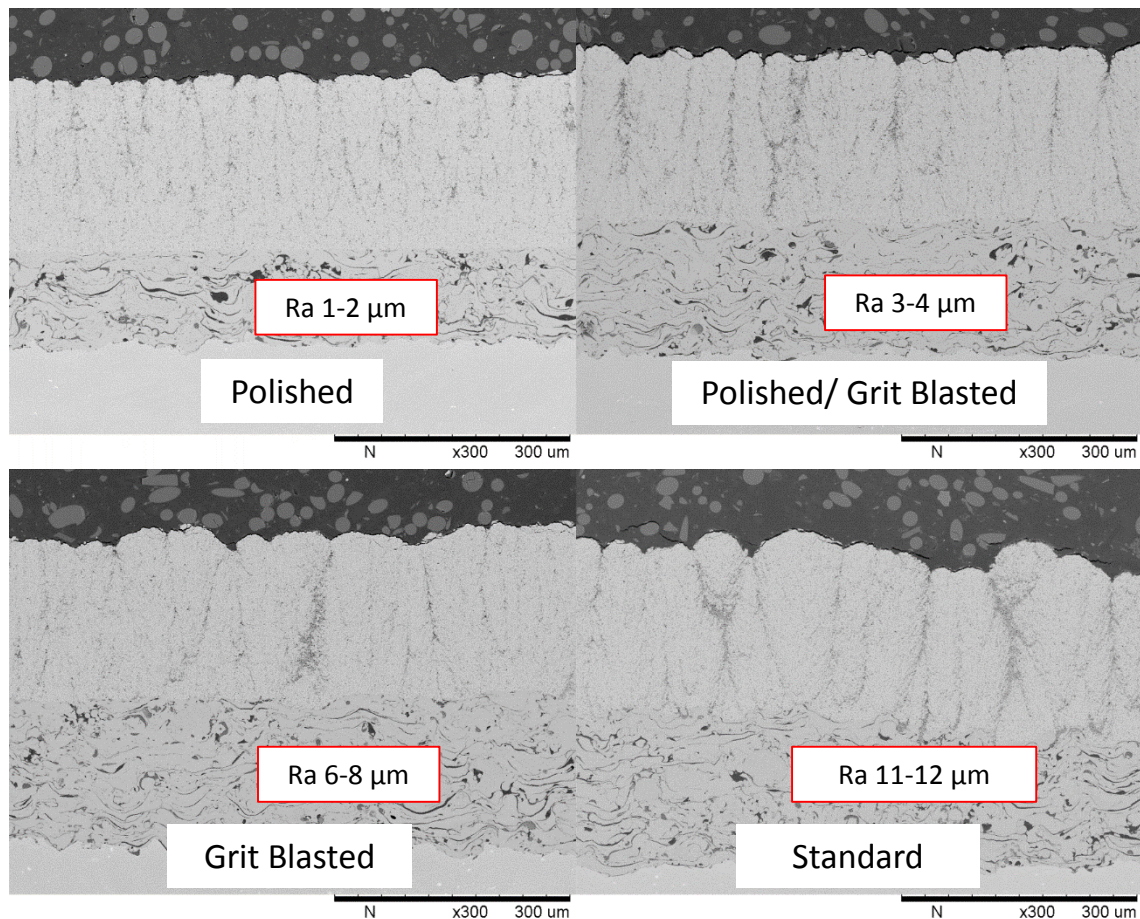 Ra 1-2 µm
Polished
N x300 300 um
Ra 3-4 µm
Polished/ Grit Blasted
N x300 300 um
Ra 6-8 µm
Grit Blasted
N x300 300 um
Ra 11-12 µm
Standard
N x300 300 um